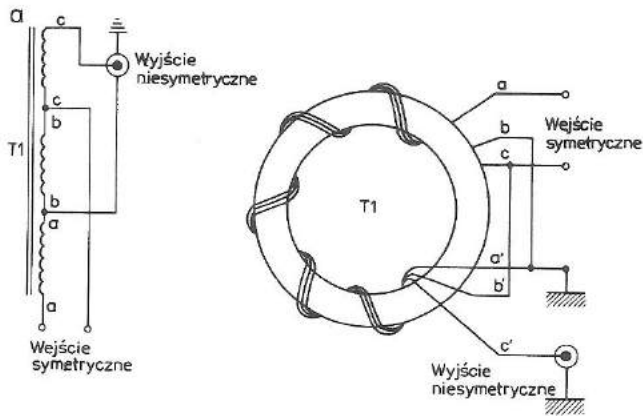 a
c
Wyjście
niesymetryczne
c
b
T1
b
a
a
Wejście
symetryczne
a
b
Wejście
symetryczne
c
T1
a'
b'
c'
Wyjście
niesymetryczne